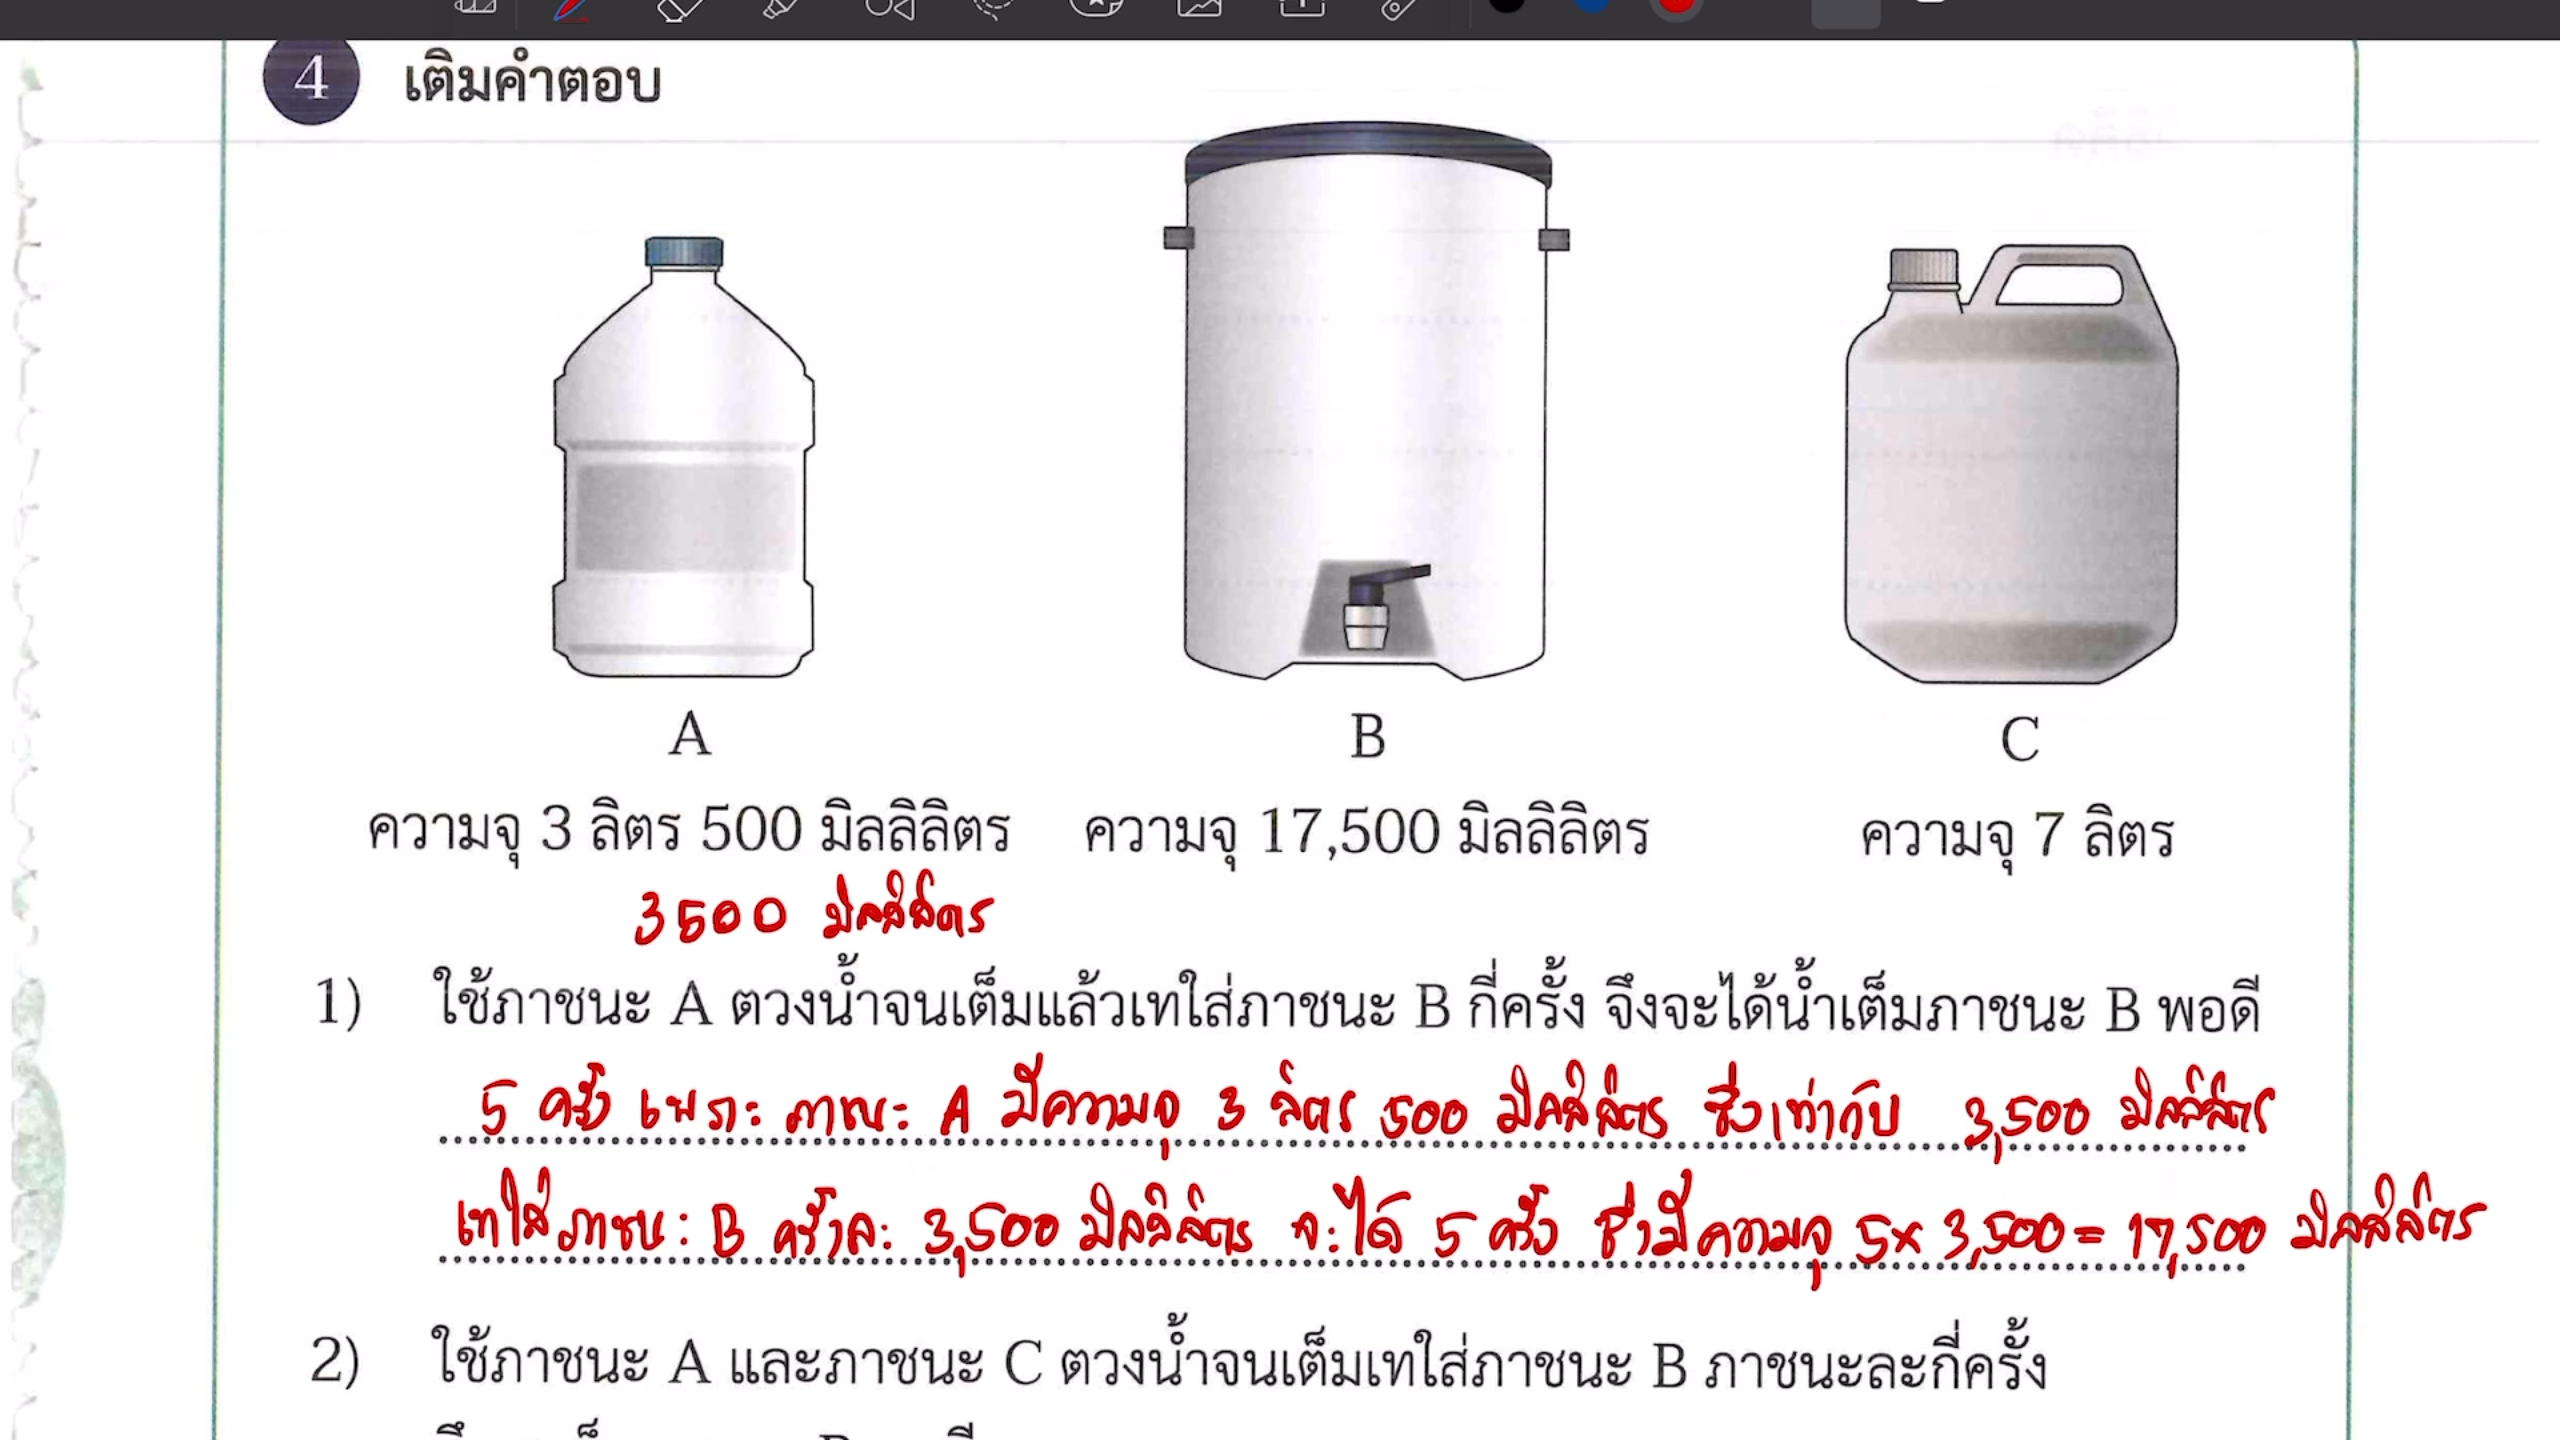 4 เติมคำตอบ
A
B
C
ความจุ 3 ลิตร 500 มิลลิลิตร
ความจุ 17,500 มิลลิลิตร
ความจุ 7 ลิตร
3500 มิลลิลิตร
1) ใช้ภาชนะ A ตวงน้ำจนเต็มแล้วเทใส่ภาชนะ B กี่ครั้ง จึงจะได้น้ำเต็มภาชนะ B พอดี
5 ครั้ง เพราะ ภาชนะ A มีความจุ 3 ลิตร 500 มิลลิลิตร ซึ่งเท่ากับ 3,500 มิลลิลิตร
เทใส่ภาชนะ B ครั้งละ 3,500 มิลลิลิตร จะได้ 5 ครั้ง ซึ่งมีความจุ 5x 3,500 = 17,500 มิลลิลิตร
2) ใช้ภาชนะ A และภาชนะ C ตวงน้ำจนเต็มเทใส่ภาชนะ B ภาชนะละกี่ครั้ง